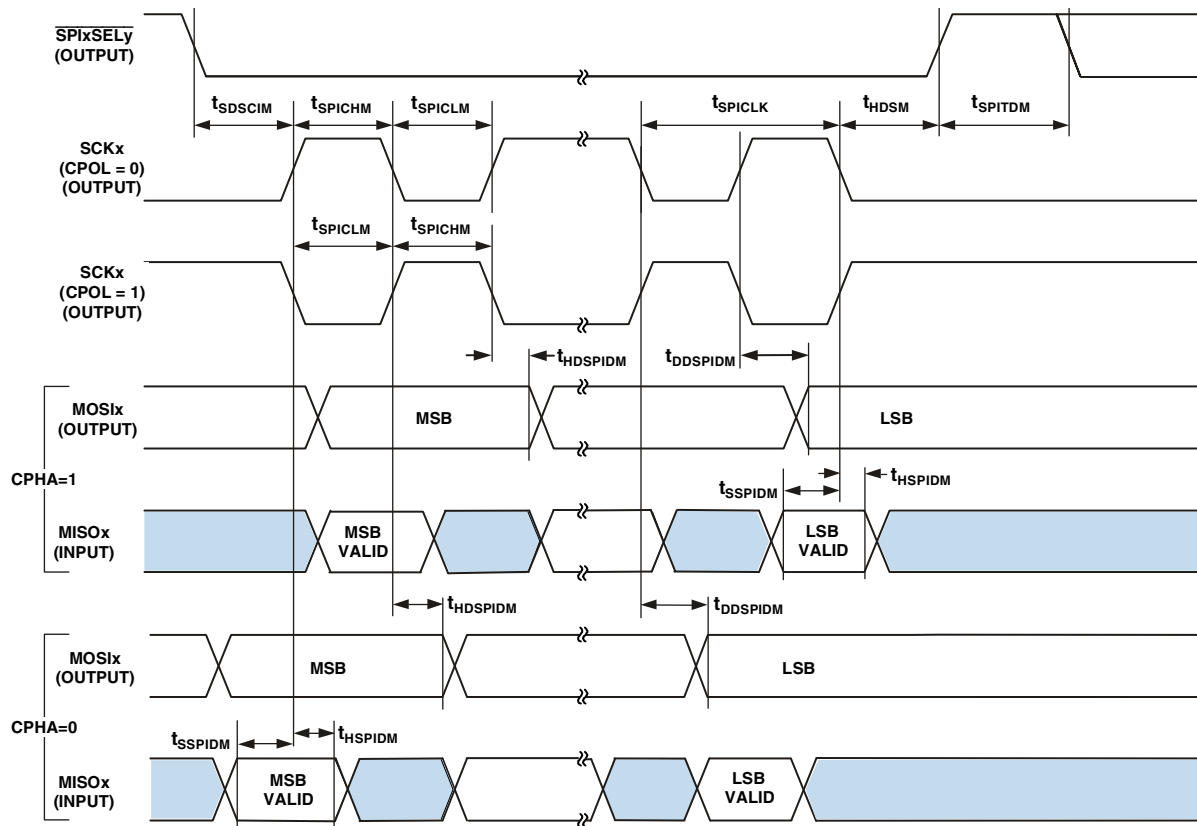 SPIxSELy
(OUTPUT)
tSDSCIM tSPICHM tSPICLM tSPICLK tHDSM tSPITDM
SCKx
(CPOL = 0)
(OUTPUT)
tSPICLM tSPICHM
SCKx
(CPOL = 1)
(OUTPUT)
tHDSPIDM tDDSPIDM
CPHA=1
MOSIx
(OUTPUT)
MSB LSB
tSSPIDM tHSPIDM
MISOx
(INPUT)
MSB
VALID
LSB
VALID
tHDSPIDM tDDSPIDM
CPHA=0
MOSIx
(OUTPUT)
MSB LSB
tSSPIDM tHSPIDM
MISOx
(INPUT)
MSB
VALID
LSB
VALID